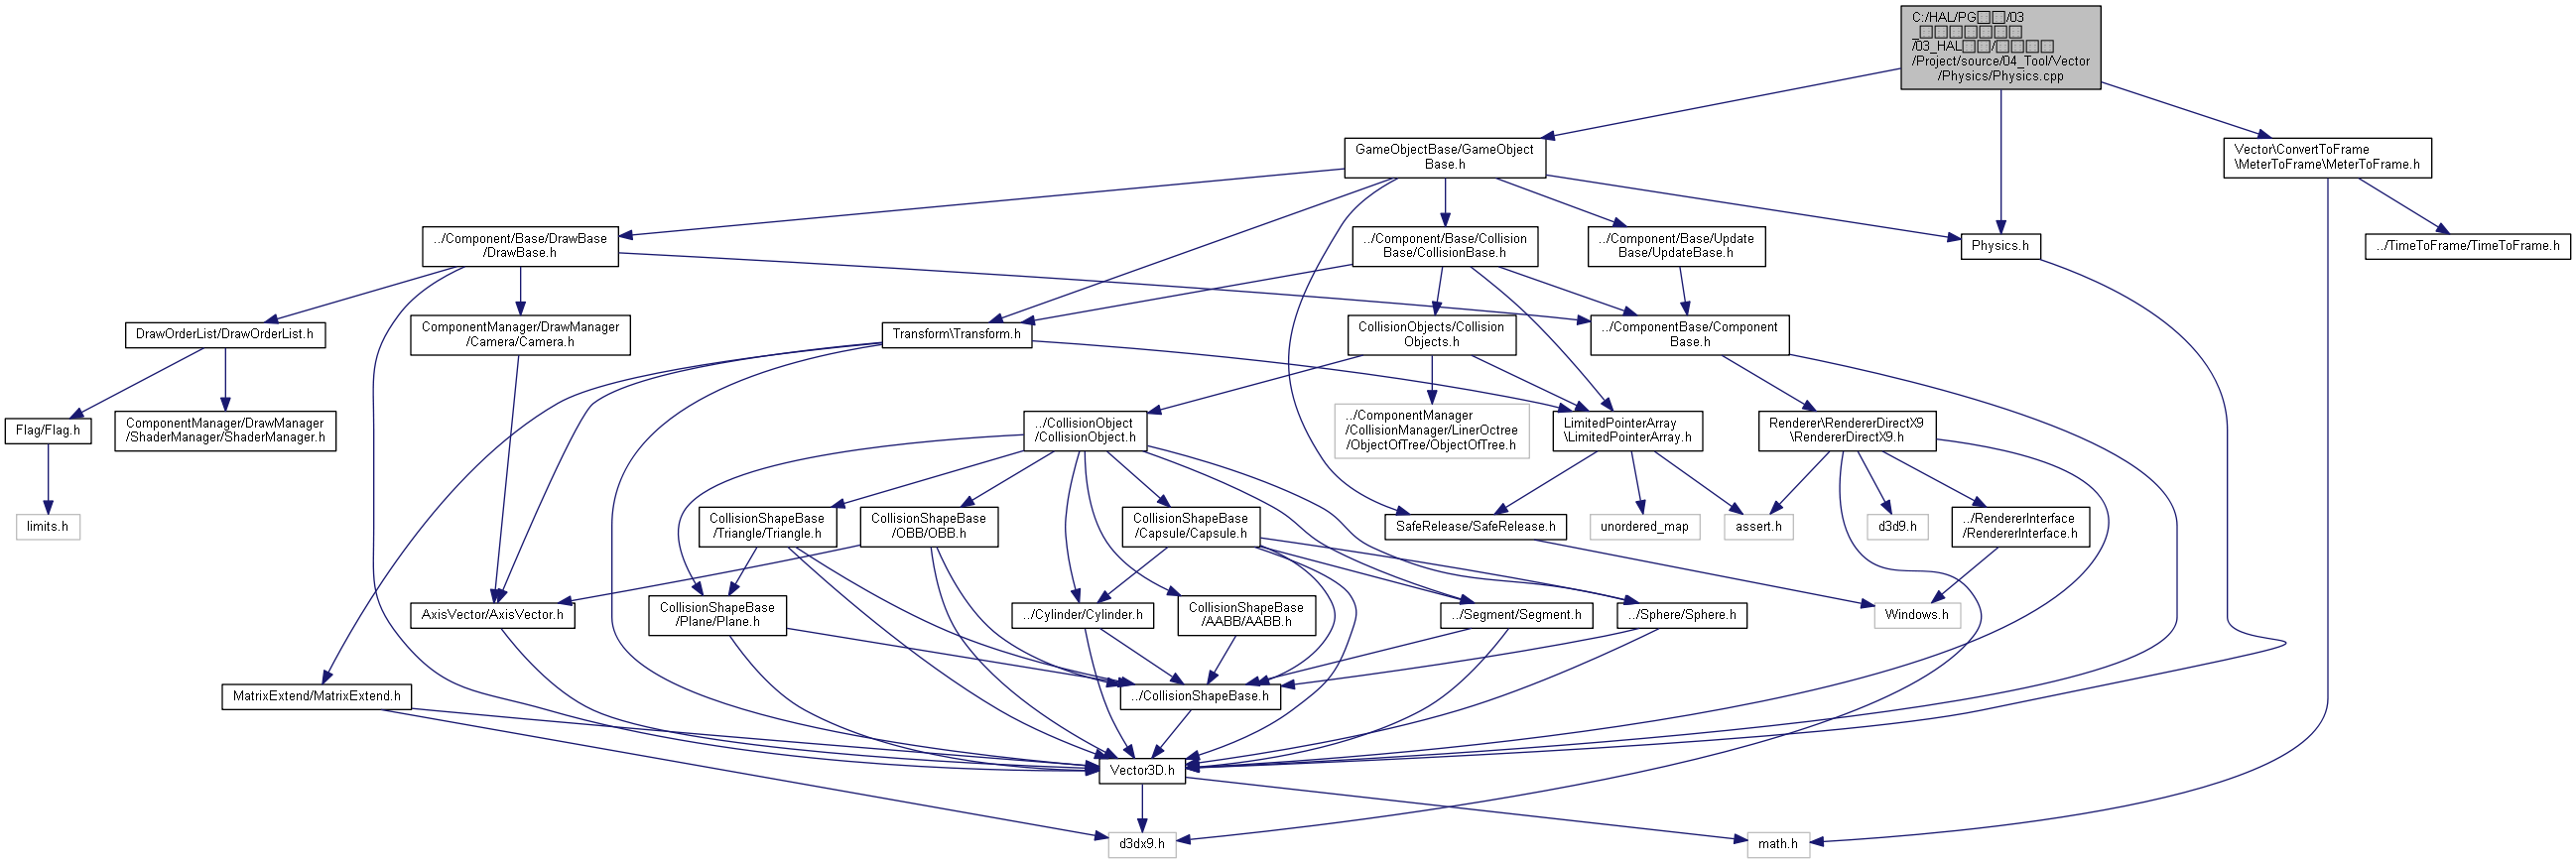 C:/HAL/PG□□/03
_□□□□□□□
/03_HAL□□/□□□□
/Project/source/04_Tool/Vector
/Physics/Physics.cpp
GameObjectBase/GameObject
Base.h
Vector\ConvertToFrame
\MeterToFrame\MeterToFrame.h
../Component/Base/DrawBase
/DrawBase.h
../Component/Base/Collision
Base/CollisionBase.h
../Component/Base/Update
Base/UpdateBase.h
Physics.h
../TimeToFrame/TimeToFrame.h
DrawOrderList/DrawOrderList.h
ComponentManager/DrawManager
/Camera/Camera.h
Transform\Transform.h
CollisionObjects/Collision
Objects.h
../ComponentBase/Component
Base.h
Flag/Flag.h
ComponentManager/DrawManager
/ShaderManager/ShaderManager.h
../CollisionObject
/CollisionObject.h
../ComponentManager
/CollisionManager/LinerOctree
/ObjectOfTree/ObjectOfTree.h
LimitedPointerArray
\LimitedPointerArray.h
Renderer\RendererDirectX9
\RendererDirectX9.h
limits.h
CollisionShapeBase
/Triangle/Triangle.h
CollisionShapeBase
/OBB/OBB.h
CollisionShapeBase
/Capsule/Capsule.h
SafeRelease/SafeRelease.h
unordered_map
assert.h
d3d9.h
../RendererInterface
/RendererInterface.h
AxisVector/AxisVector.h
CollisionShapeBase
/Plane/Plane.h
../Cylinder/Cylinder.h
CollisionShapeBase
/AABB/AABB.h
../Segment/Segment.h
../Sphere/Sphere.h
Windows.h
MatrixExtend/MatrixExtend.h
../CollisionShapeBase.h
Vector3D.h
d3dx9.h
math.h